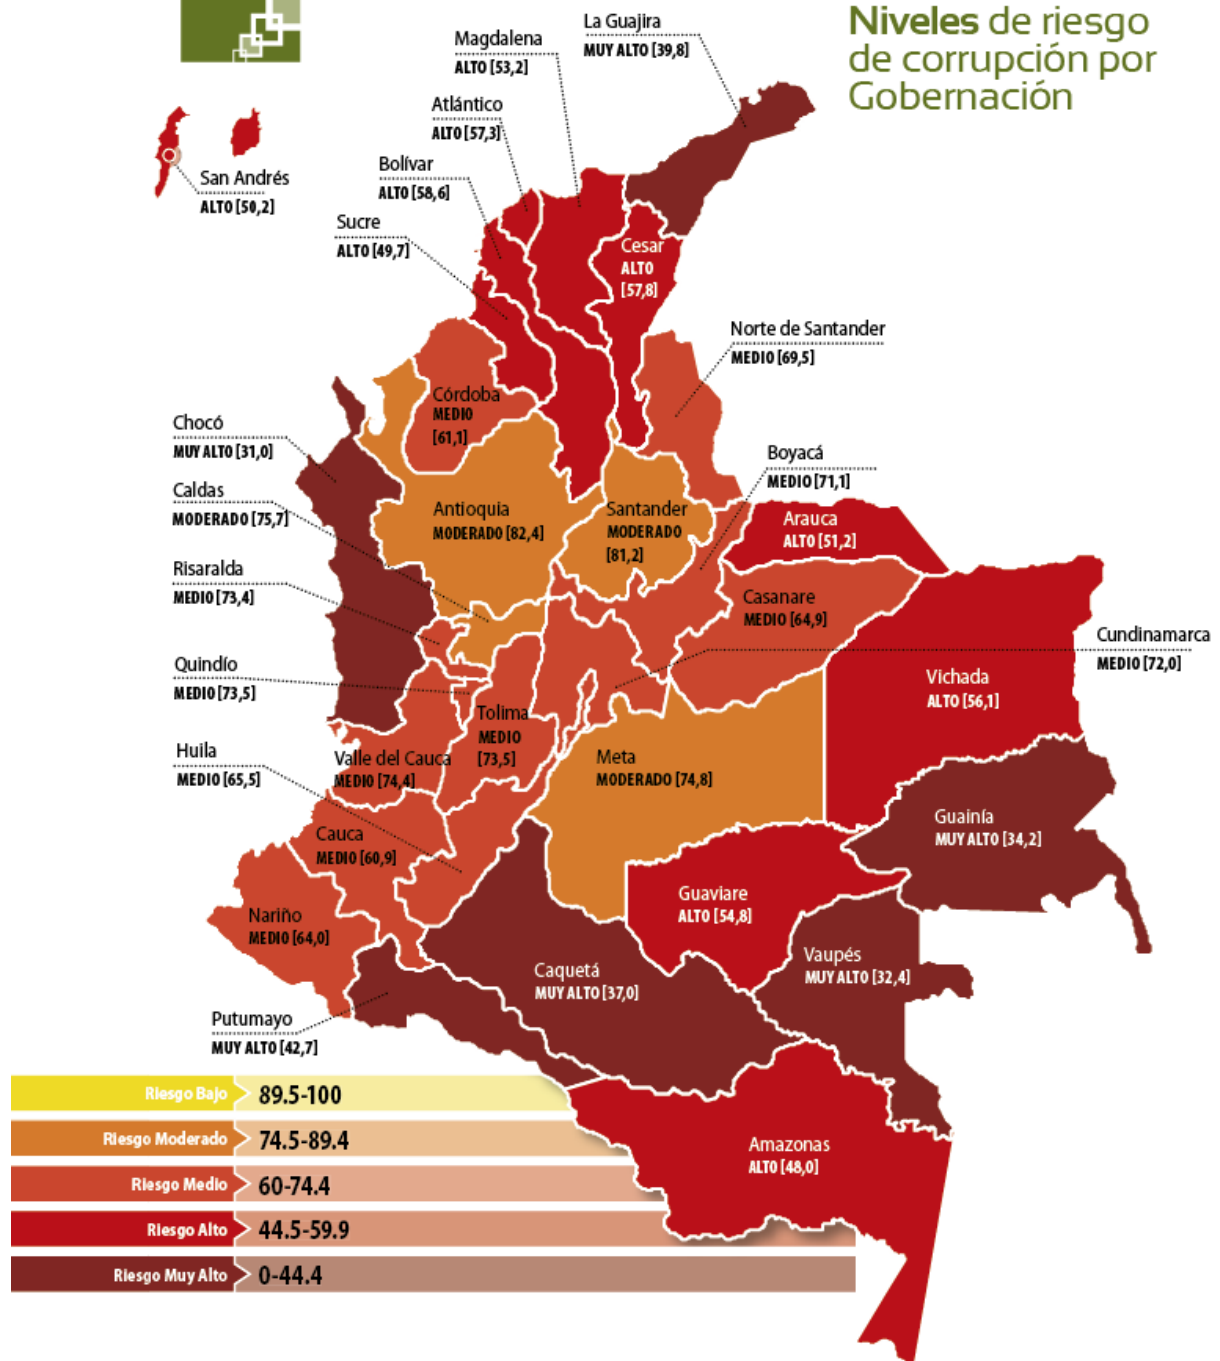 Niveles de riesgo
de corrupción por
Gobernación
La Guajira
MUY ALTO [39,8]
Magdalena
ALTO [53,2]
Atlántico
ALTO [57,3]
Bolívar
ALTO [58,6]
San Andrés
ALTO [50,2]
Sucre
ALTO [49,7]
Cesar
ALTO
[57,8]
Norte de Santander
MEDIO [69,5]
Córdoba
MEDIO
[61,1]
Chocó
MUY ALTO [31,0]
Boyacá
MEDIO [71,1]
Caldas
MODERADO [75,7]
Antioquia
MODERADO [82,4]
Santander
MODERADO
[81,2]
Arauca
ALTO [51,2]
Risaralda
MEDIO [73,4]
Casanare
MEDIO [64,9]
Cundinamarca
MEDIO [72,0]
Quindío
MEDIO [73,5]
Vichada
ALTO [56,1]
Tolima
MEDIO
[73,5]
Huila
MEDIO [65,5]
Valle del Cauca
MEDIO [74,4]
Meta
MODERADO [74,8]
Guainía
MUY ALTO [34,2]
Cauca
MEDIO [60,9]
Guaviare
ALTO [54,8]
Nariño
MEDIO [64,0]
Vaupés
MUY ALTO [32,4]
Caquetá
MUY ALTO [37,0]
Putumayo
MUY ALTO [42,7]
Amazonas
ALTO [48,0]
Riesgo Bajo 89.5-100
Riesgo Moderado 74.5-89.4
Riesgo Medio 60-74.4
Riesgo Alto 44.5-59.9
Riesgo Muy Alto 0-44.4